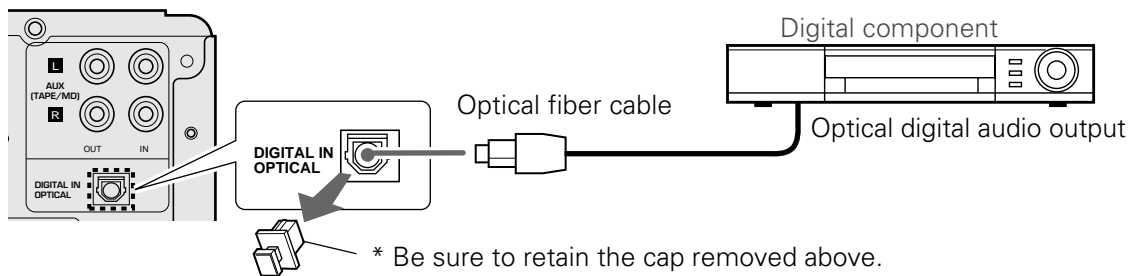 L
AUX
(TAPE/MD)
R
OUT IN
DIGITAL IN
OPTICAL
DIGITAL IN
OPTICAL
Optical fiber cable
Digital component
Optical digital audio output
* Be sure to retain the cap removed above.